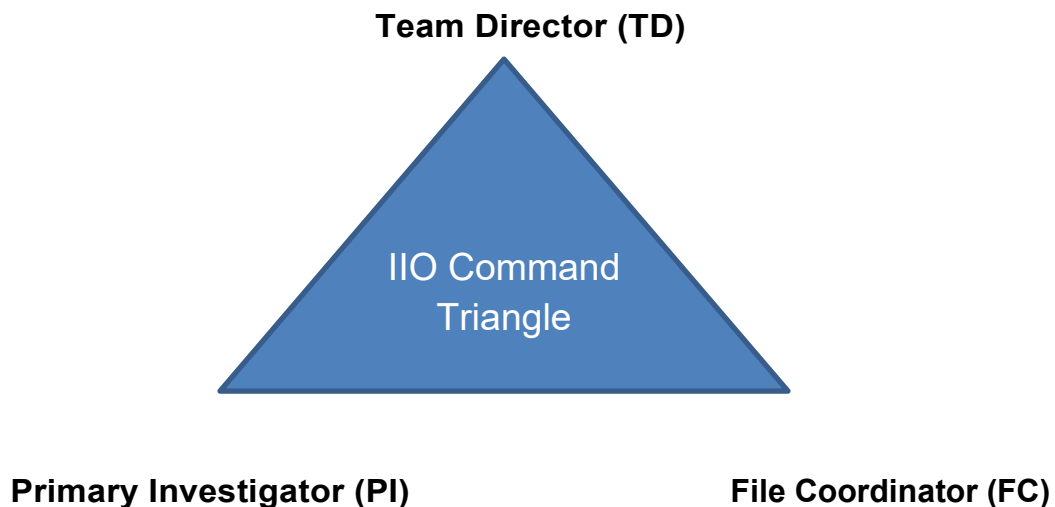 Team Director (TD)
IIO Command
Triangle
Primary Investigator (PI)
File Coordinator (FC)